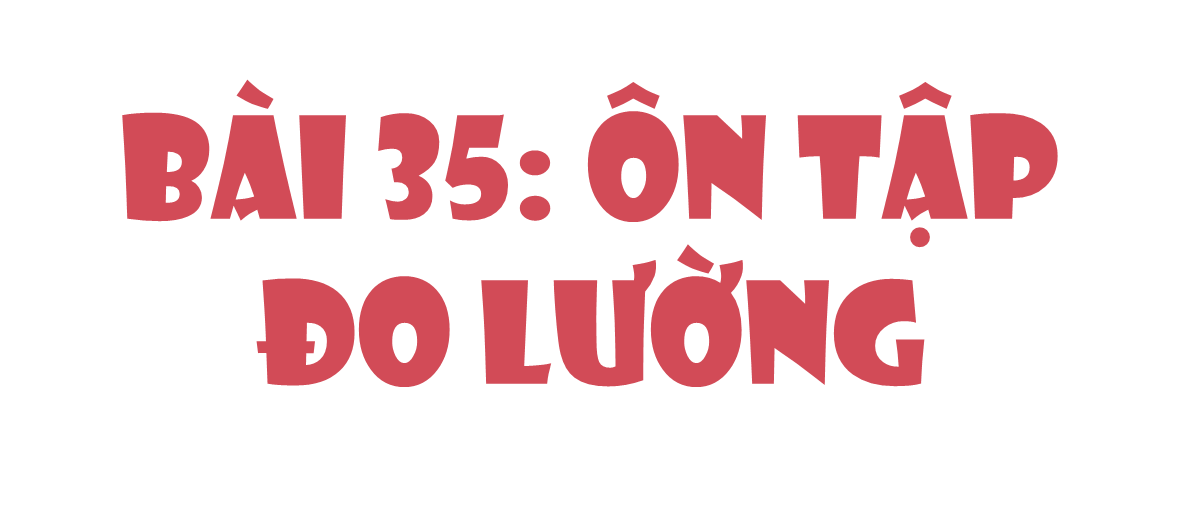 BÀI 35: ÔN TẬP
ĐO LƯỜNG